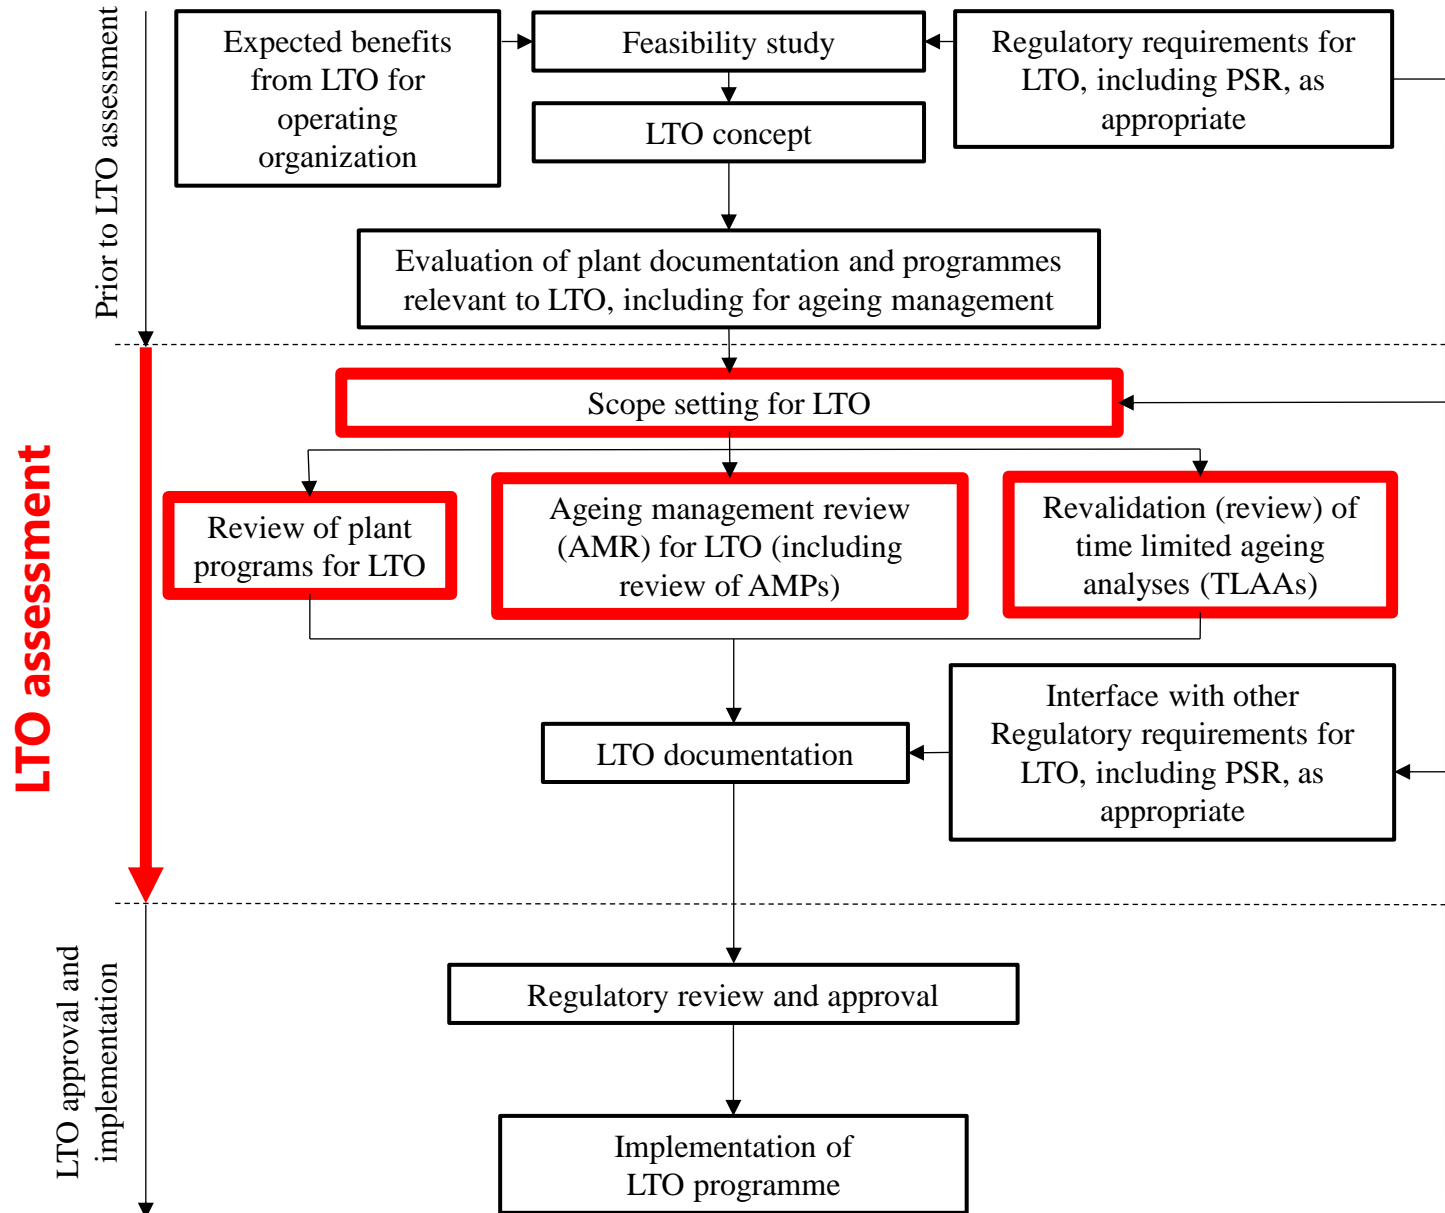 Expected benefits
from LTO for
operating
organization
Feasibility study
Regulatory requirements for
LTO, including PSR, as
appropriate
LTO concept
Prior to LTO assessment
Evaluation of plant documentation and programmes
relevant to LTO, including for ageing management
LTO assessment
Scope setting for LTO
Review of plant
programs for LTO
Ageing management review
(AMR) for LTO (including
review of AMPs)
Revalidation (review) of
time limited ageing
analyses (TLAAs)
LTO documentation
Interface with other
Regulatory requirements for
LTO, including PSR, as
appropriate
LTO approval and
implementation
Regulatory review and approval
Implementation of
LTO programme